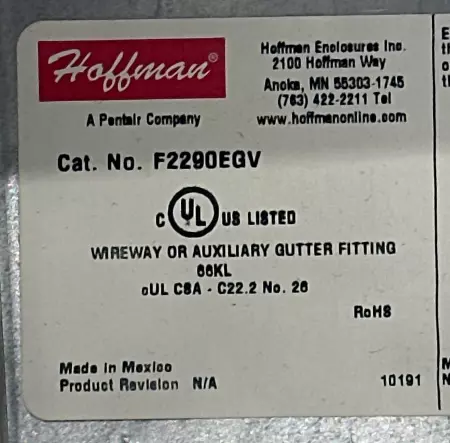 Hoffman®
A Pentair Company
Hoffman Enclosures Inc.
2100 Hoffman Way
Anoka, MN 55303-1745
(763) 422-2211 Tel
www.hoffmanonline.com
Cat. No. F2290EGV
C UL US LISTED
WIREWAY OR AUXILIARY GUTTER FITTING
66KL
cUL CSA - C22.2 No. 26
RoHS
Made in Mexico
Product Revision N/A
10191